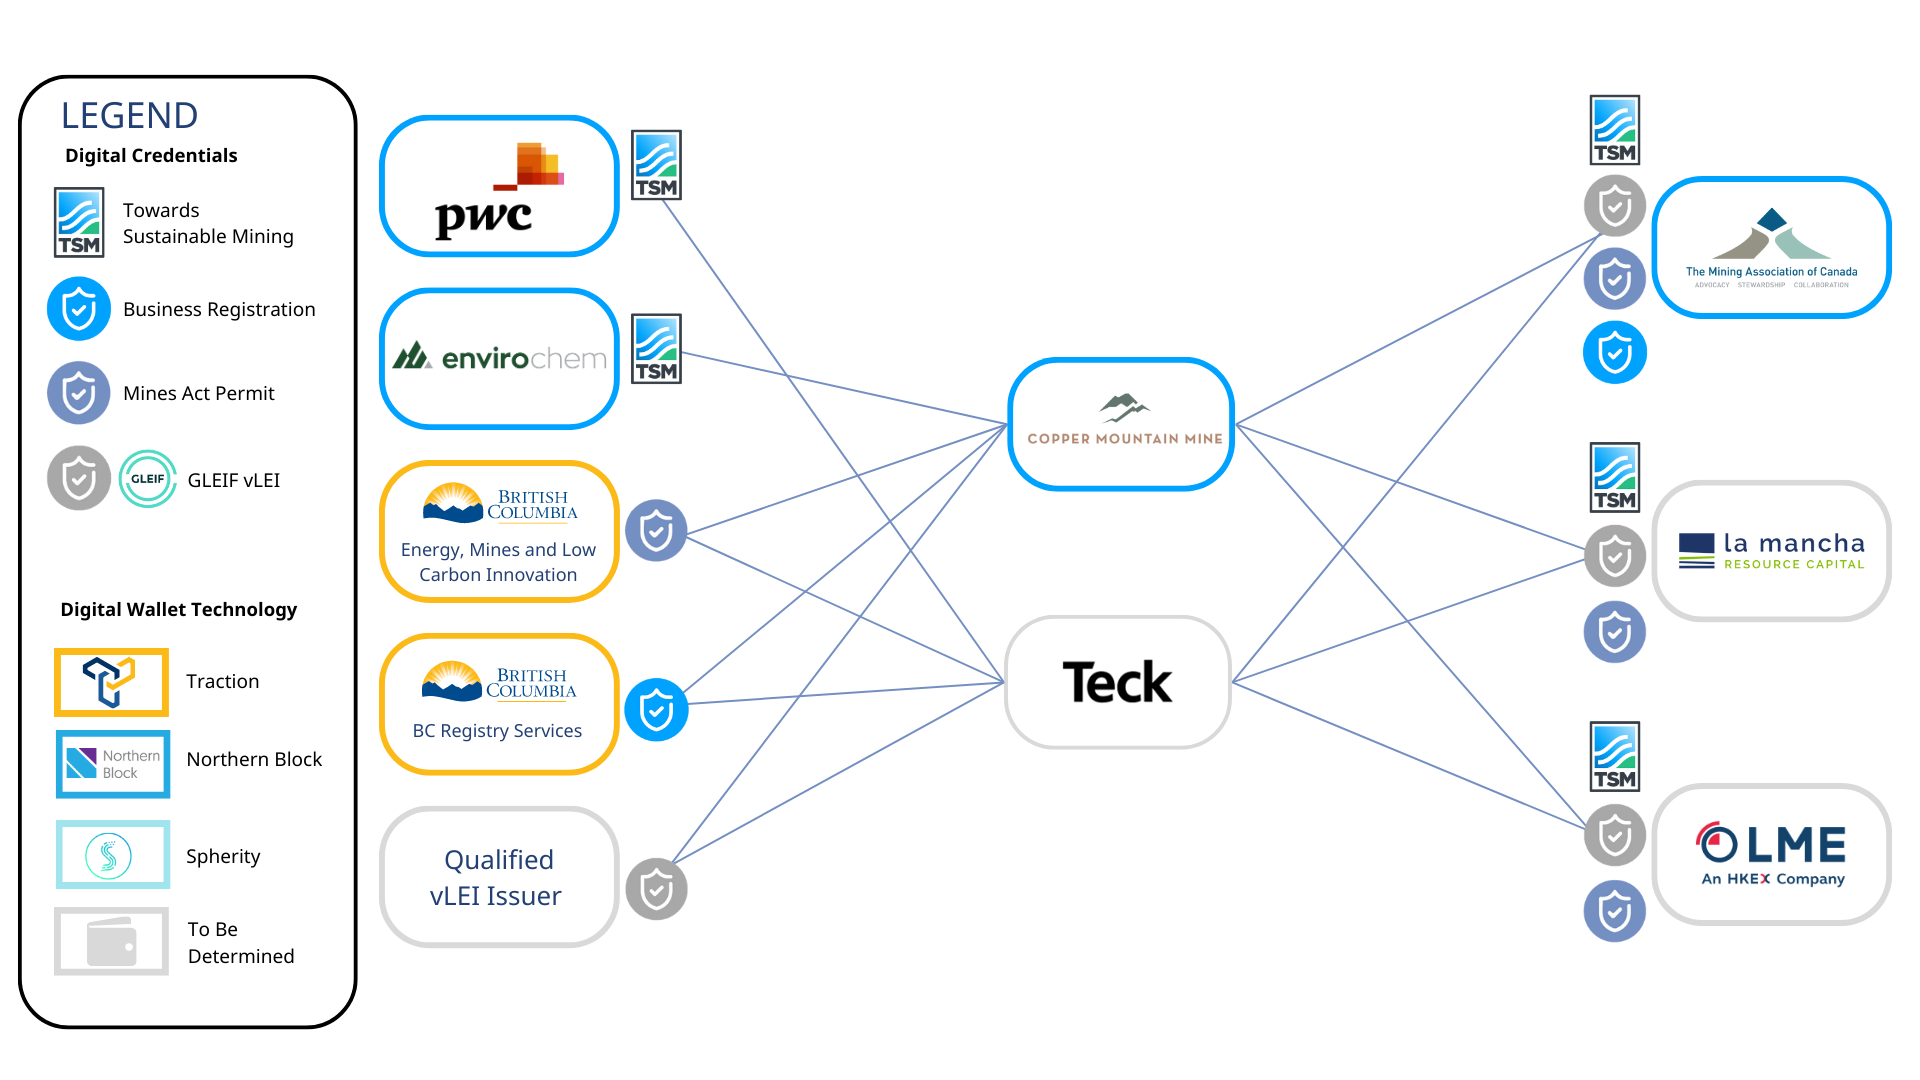 LEGEND
Digital Credentials
TSM
Towards
Sustainable Mining
Business Registration
Mines Act Permit
GLEIF
GLEIF vLEI
Digital Wallet Technology
Traction
Northern
Block
Northern Block
Spherity
To Be
Determined
pwc
TSM
envirochem
TSM
BRITISH
COLUMBIA
Energy, Mines and Low
Carbon Innovation
BRITISH
COLUMBIA
BC Registry Services
Qualified
vLEI Issuer
COPPER MOUNTAIN MINE
Teck
TSM
The Mining Association of Canada
ADVOCACY STEWARDSHIP COLLABORATION
TSM
la mancha
RESOURCE CAPITAL
TSM
LME
An HKEX Company